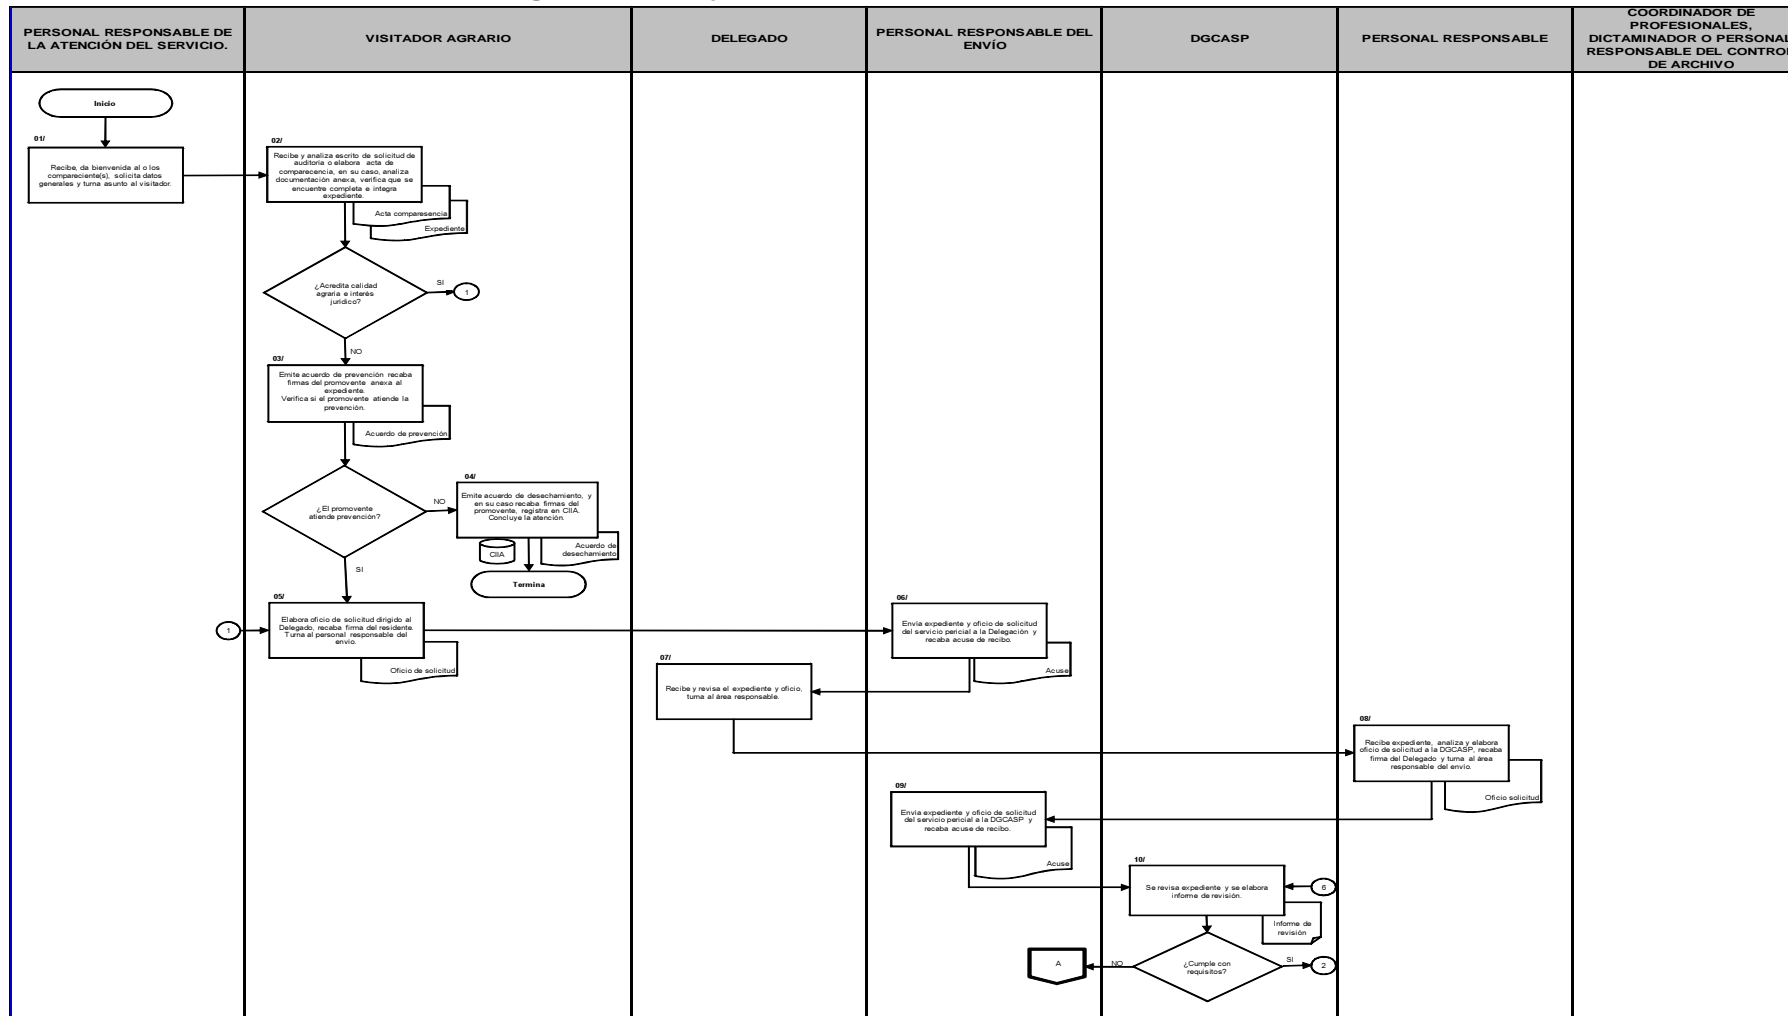 PERSONAL RESPONSABLE DE
LA ATENCIÓN DEL SERVICIO.
VISITADOR AGRARIO
DELEGADO
PERSONAL RESPONSABLE DEL
ENVÍO
DGCASP
PERSONAL RESPONSABLE
COORDINADOR DE
PROFESIONALES,
DICTAMINADOR O PERSONAL
RESPONSABLE DEL CONTROL
DE ARCHIVO
Inicio
01/
Recibe, da bienvenida al o los
compareciente(s), solicita datos
generales y turna asunto al visitador.
02/
Recibe y analiza escrito de solicitud de
auditoría o elabora acta de
comparecencia, en su caso, analiza
documentación anexa, verifica que se
encuentre completa e integra
expediente.
Acta comparesencia
Expediente
¿Acredita calidad
agraria e interés
jurídico?
SI
1
NO
03/
Emite acuerdo de prevención recaba
firmas del promovente anexa al
expediente.
Verifica si el promovente atiende la
prevención.
Acuerdo de prevención
¿El promovente
atiende prevención?
NO
04/
Emite acuerdo de desechamiento, y
en su caso recaba firmas del
promovente, registra en CIIA.
Concluye la atención.
CIIA
Acuerdo de
desechamiento
Termina
SI
1
05/
Elabora oficio de solicitud dirigido al
Delegado, recaba firma del residente.
Turna al personal responsable del
envío.
Oficio de solicitud
06/
Envía expediente y oficio de solicitud
del servicio pericial a la Delegación y
recaba acuse de recibo.
Acuse
07/
Recibe y revisa el expediente y oficio,
turna al área responsable.
08/
Recibe expediente, analiza y elabora
oficio de solicitud a la DGCASP, recaba
firma del Delegado y turna al área
responsable del envío.
Oficio solicitud
09/
Envía expediente y oficio de solicitud
del servicio pericial a la DGCASP y
recaba acuse de recibo.
Acuse
10/
Se revisa expediente y se elabora
informe de revisión.
6
Informe de
revisión
¿Cumple con
requisitos?
NO
A
SI
2